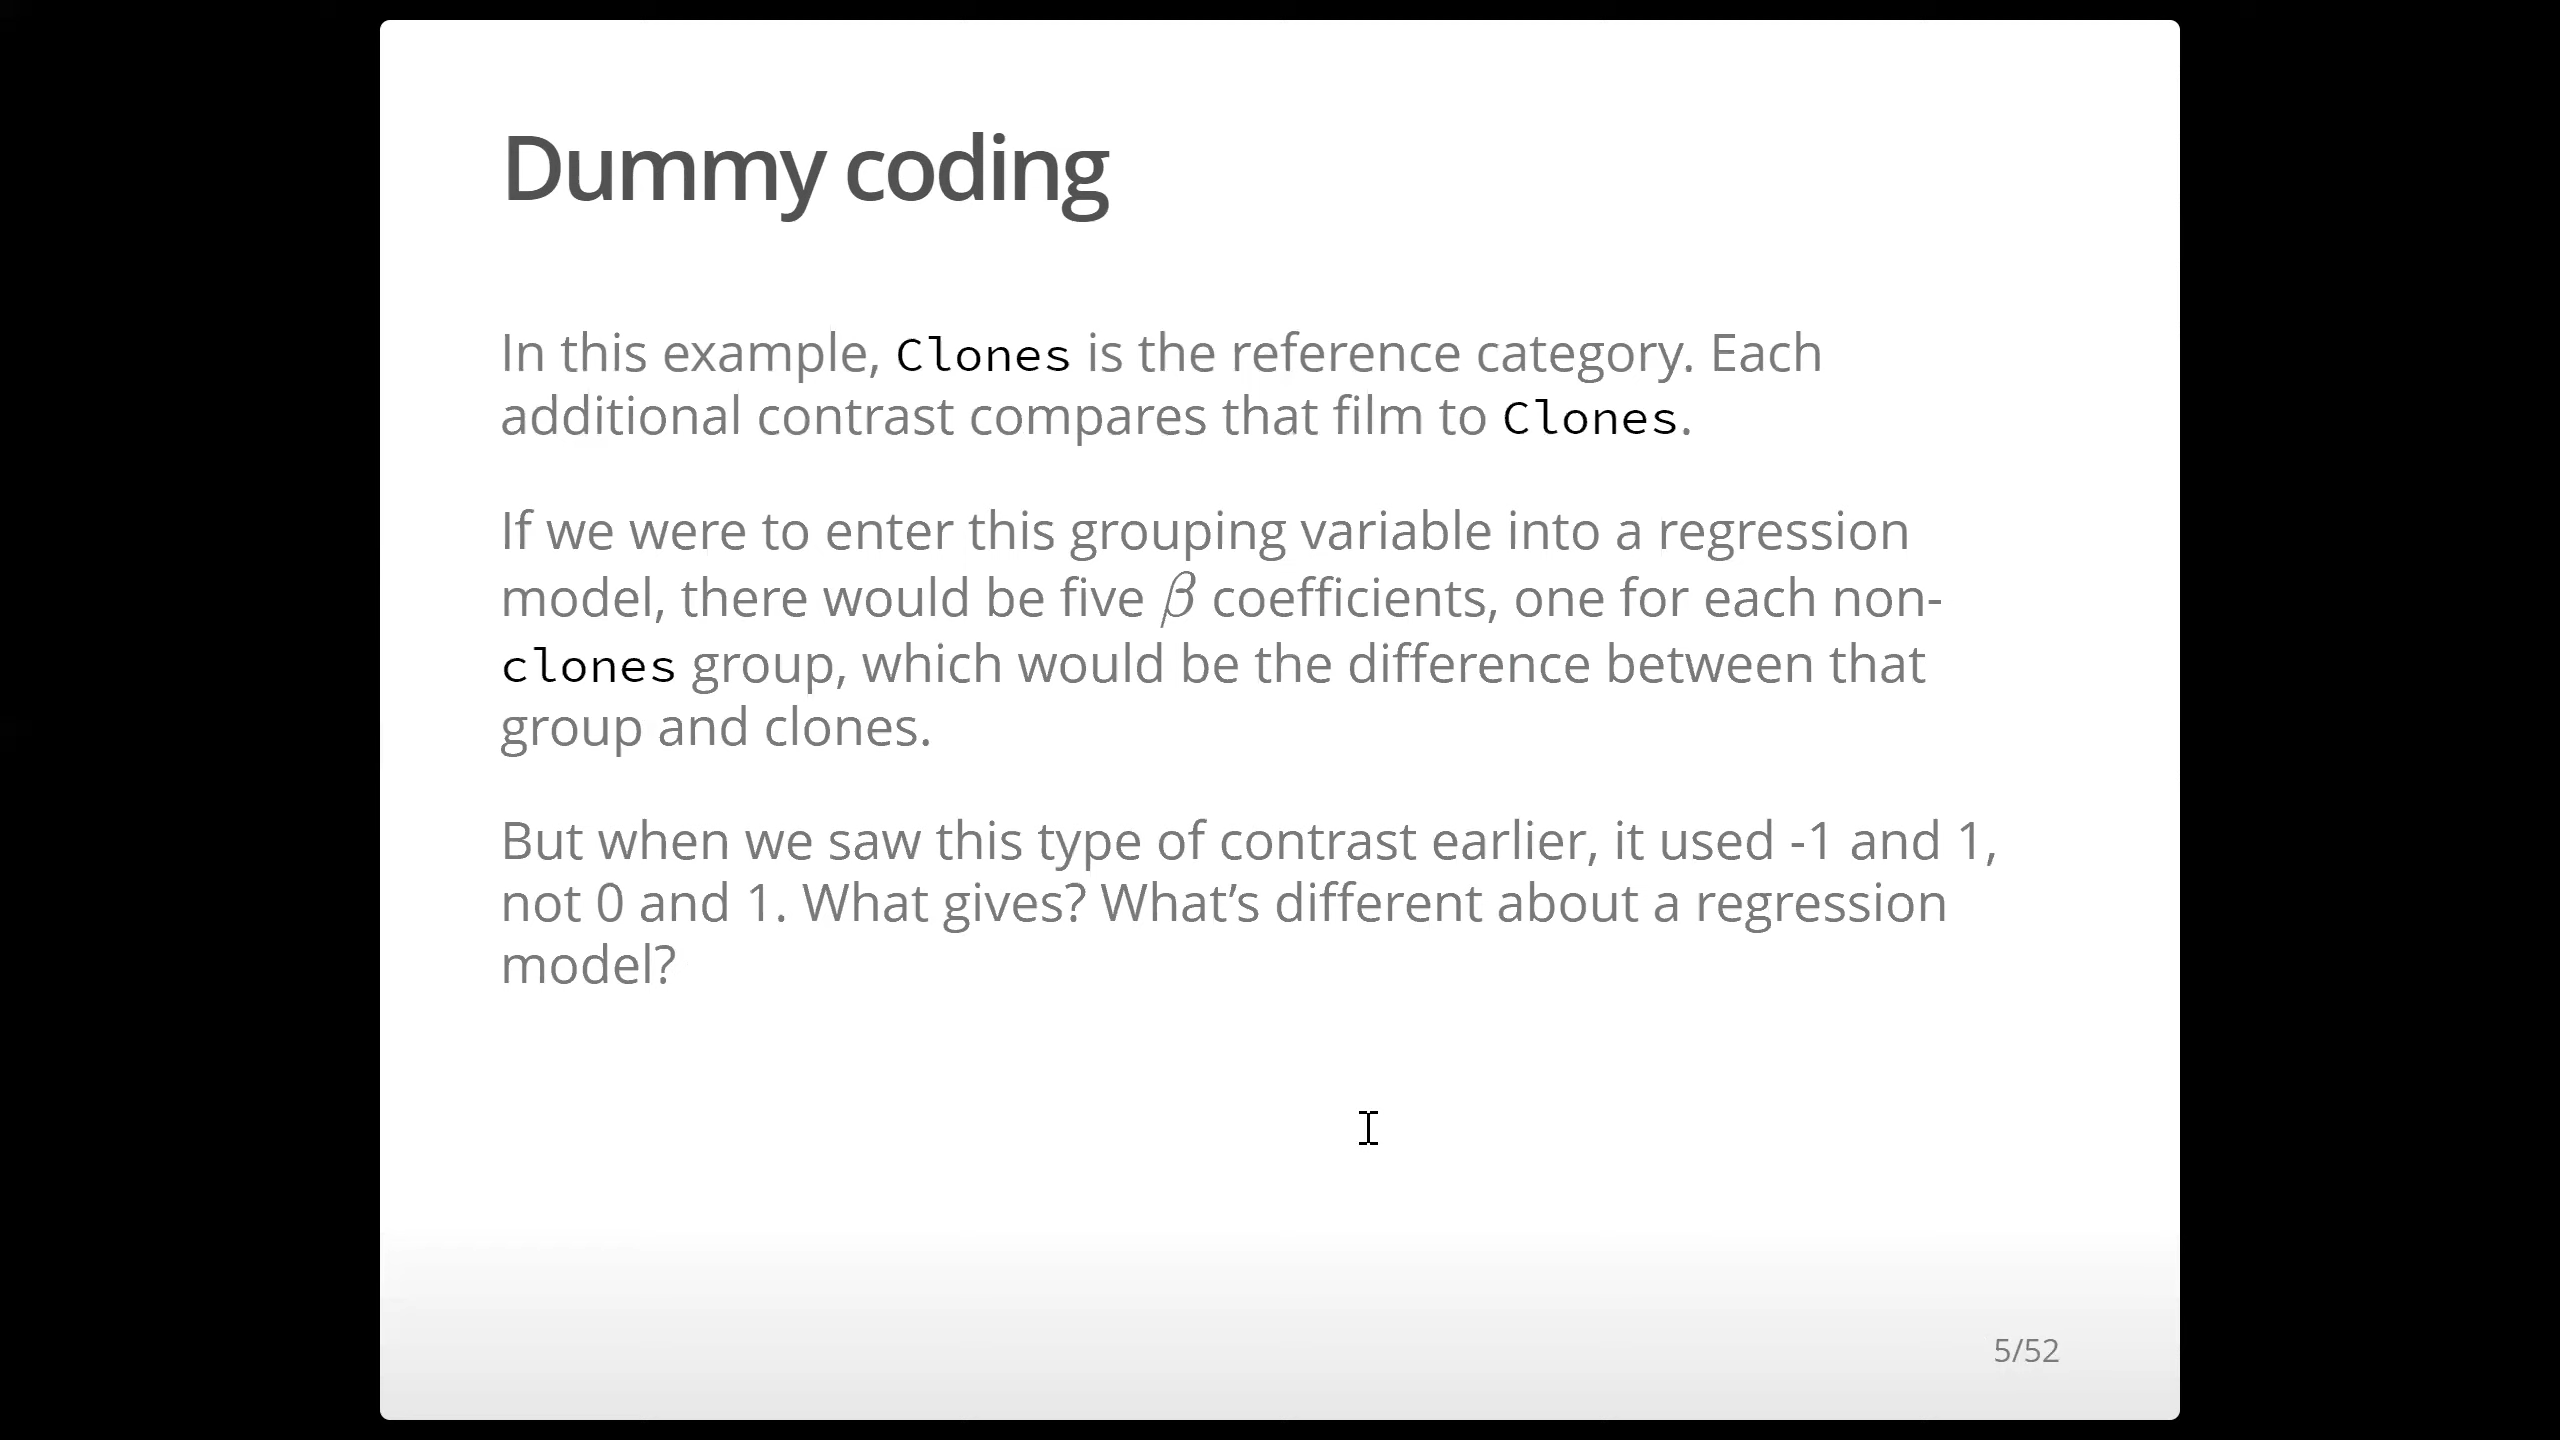 Dummy coding
In this example, Clones is the reference category. Each
additional contrast compares that film to Clones.
If we were to enter this grouping variable into a regression
model, there would be five β coefficients, one for each non-
clones group, which would be the difference between that
group and clones.
But when we saw this type of contrast earlier, it used -1 and 1,
not 0 and 1. What gives? What’s different about a regression
model?
5/52